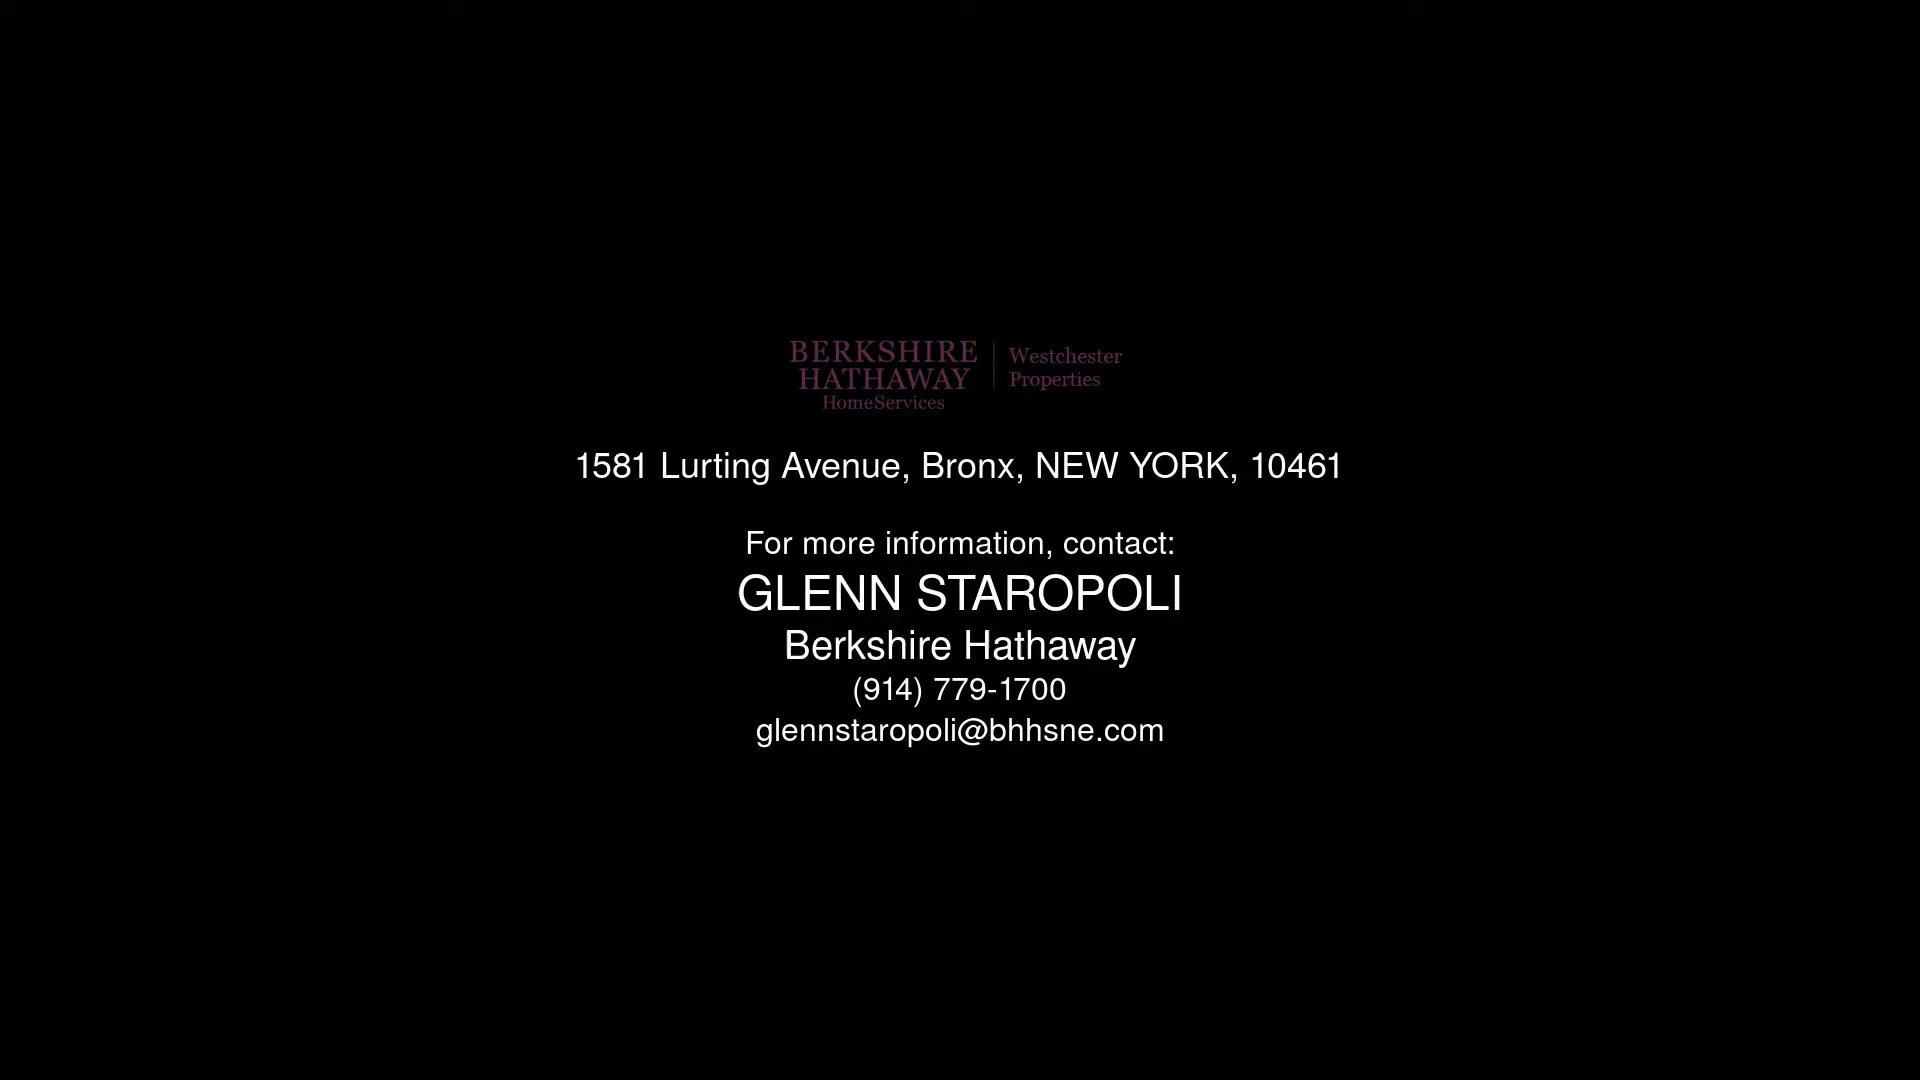 BERKSHIRE
HATHAWAY
HomeServices
Westchester
Properties
1581 Lurting Avenue, Bronx, NEW YORK, 10461
For more information, contact:
GLENN STAROPOLI
Berkshire Hathaway
(914) 779-1700
glennstaropoli@bhhsne.com